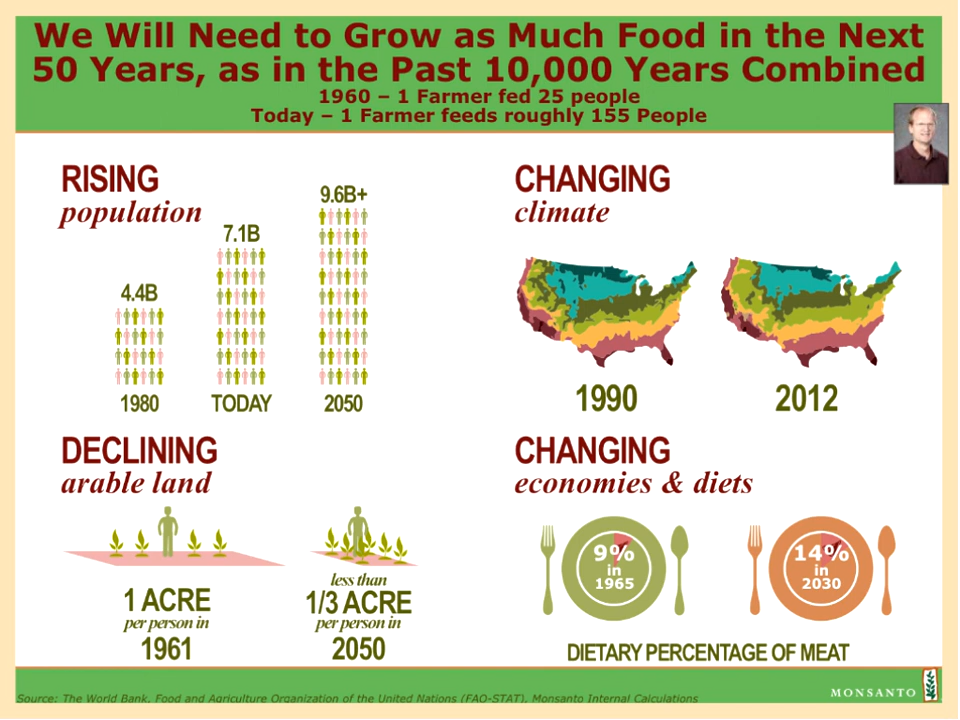 We Will Need to Grow as Much Food in the Next
50 Years, as in the Past 10,000 Years Combined
1960 – 1 Farmer fed 25 people
Today – 1 Farmer feeds roughly 155 People
RISING
population
4.4B
7.1B
9.6B+
1980
TODAY
2050
CHANGING
climate
1990
2012
DECLINING
arable land
1 ACRE
per person in
1961
less than
1/3 ACRE
per person in
2050
CHANGING
economies & diets
9%
in
1965
14%
in
2030
DIETARY PERCENTAGE OF MEAT
Source: The World Bank, Food and Agriculture Organization of the United Nations (FAO-STAT), Monsanto Internal Calculations
MONSANTO